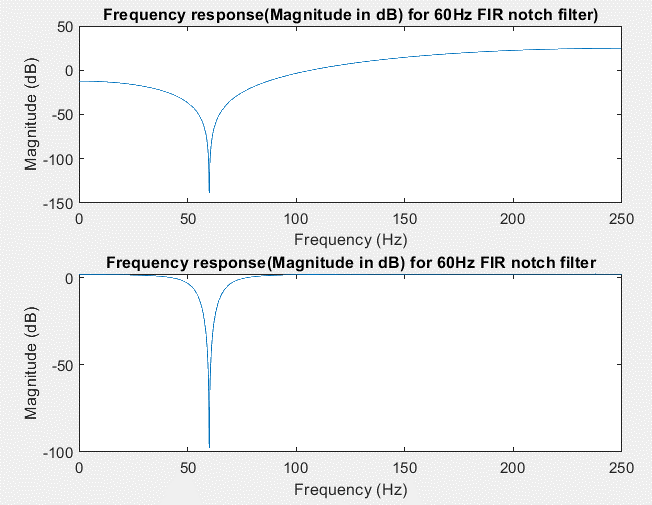 Frequency response(Magnitude in dB) for 60Hz FIR notch filter)
50
0
-50
-100
-150
Magnitude (dB)
0 50 100 150 200 250
Frequency (Hz)
Frequency response(Magnitude in dB) for 60Hz FIR notch filter
0
-50
-100
Magnitude (dB)
0 50 100 150 200 250
Frequency (Hz)